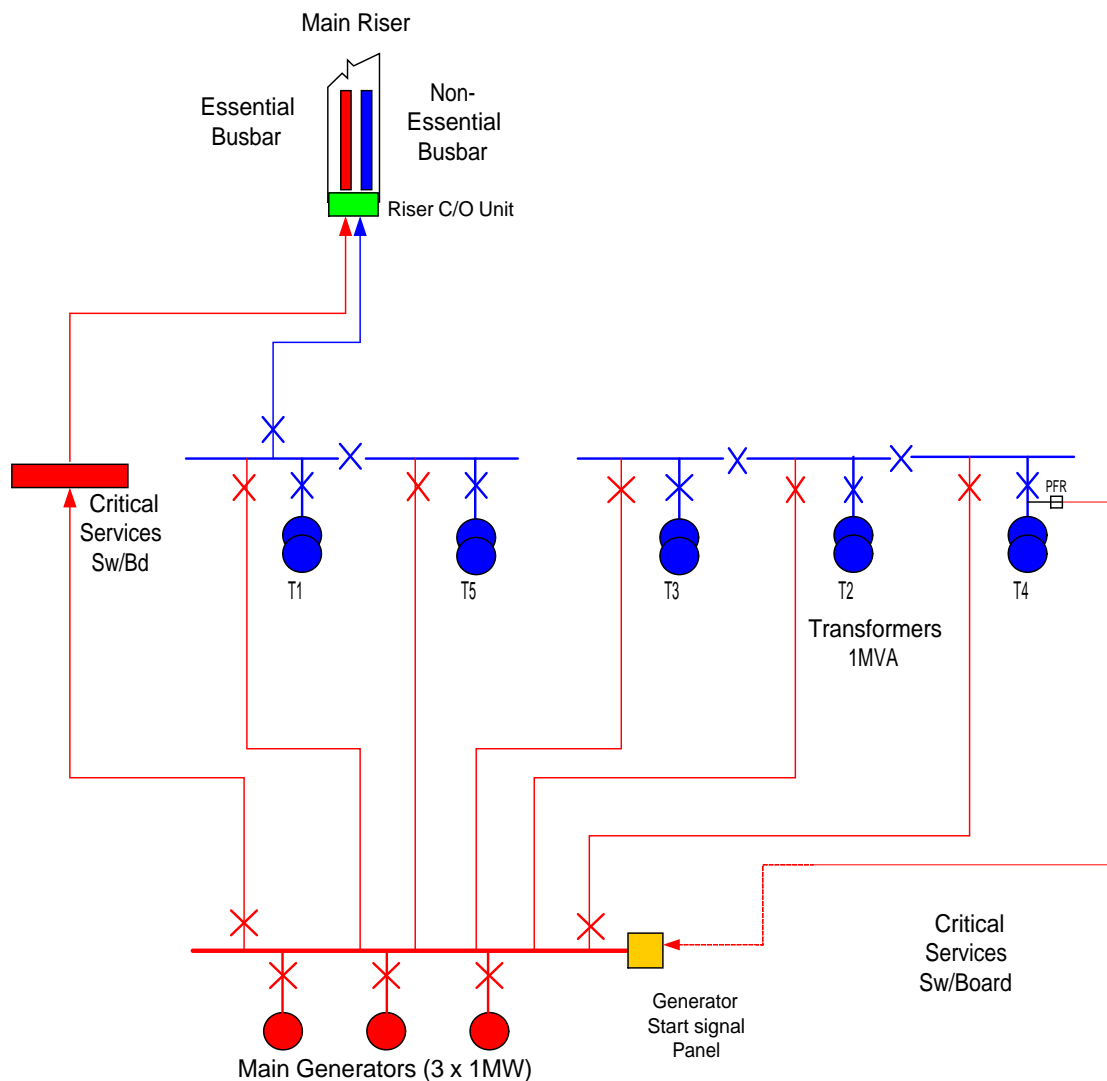 Main Riser
Essential
Busbar
Non-
Essential
Busbar
Riser C/O Unit
Critical
Services
Sw/Bd
PFR
T1
T5
T3
T2
T4
Transformers
1MVA
Critical
Services
Sw/Board
Generator
Start signal
Panel
Main Generators (3 x 1MW)